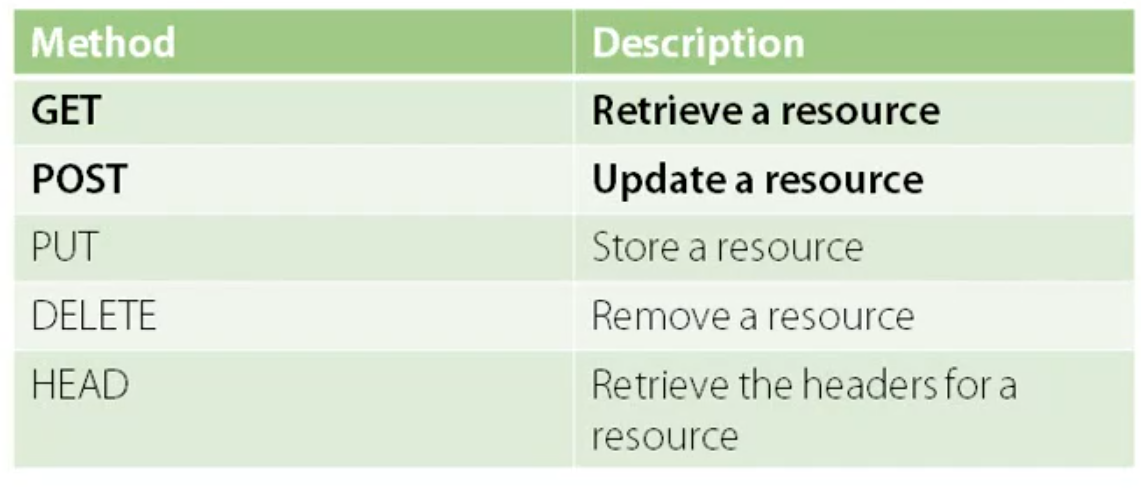 Method Description
GET Retrieve a resource
POST Update a resource
PUT Store a resource
DELETE Remove a resource
HEAD Retrieve the headers for a
resource